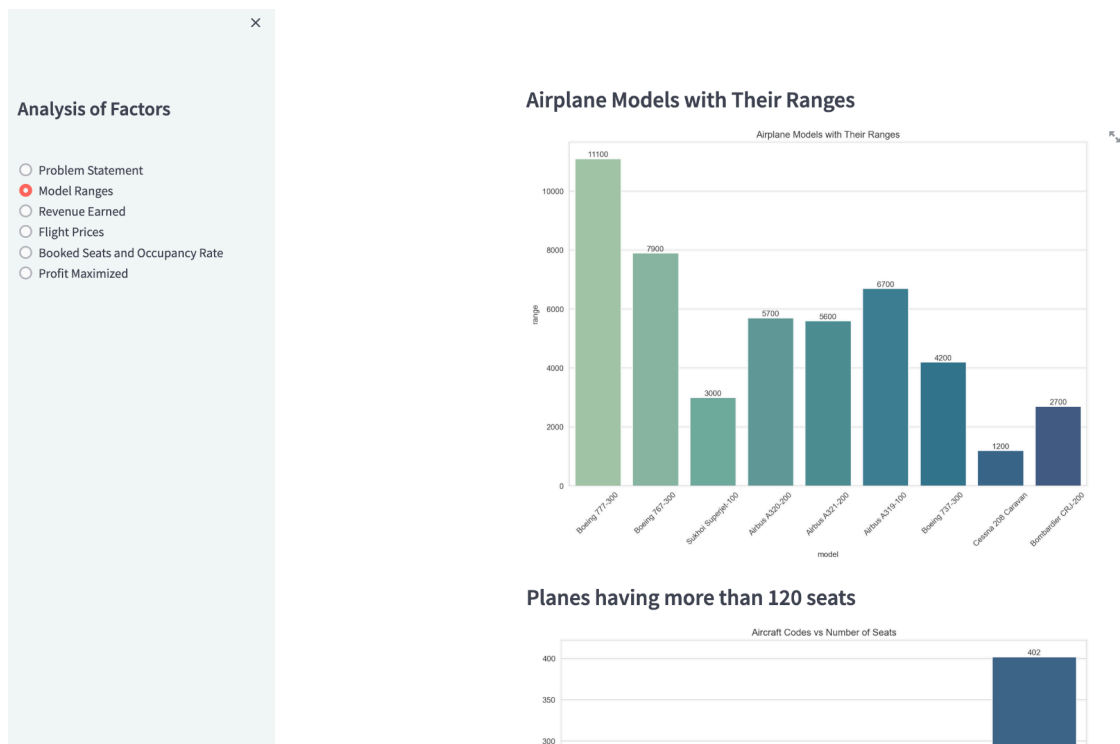 ×
Analysis of Factors
Problem Statement
Model Ranges
Revenue Earned
Flight Prices
Booked Seats and Occupancy Rate
Profit Maximized
Airplane Models with Their Ranges
Airplane Models with Their Ranges
11100
10000
7900
8000
6700
5700
5600
range
6000
4200
4000
3000
2700
2000
1200
0
Boeing 777-300
Boeing 767-300
Sukhoi Superjet-100
Airbus A320-200
Airbus A321-200
Airbus A319-100
Boeing 737-300
Cessna 208 Caravan
Bombardier CRJ-200
model
Planes having more than 120 seats
Aircraft Codes vs Number of Seats
402
400
350
300